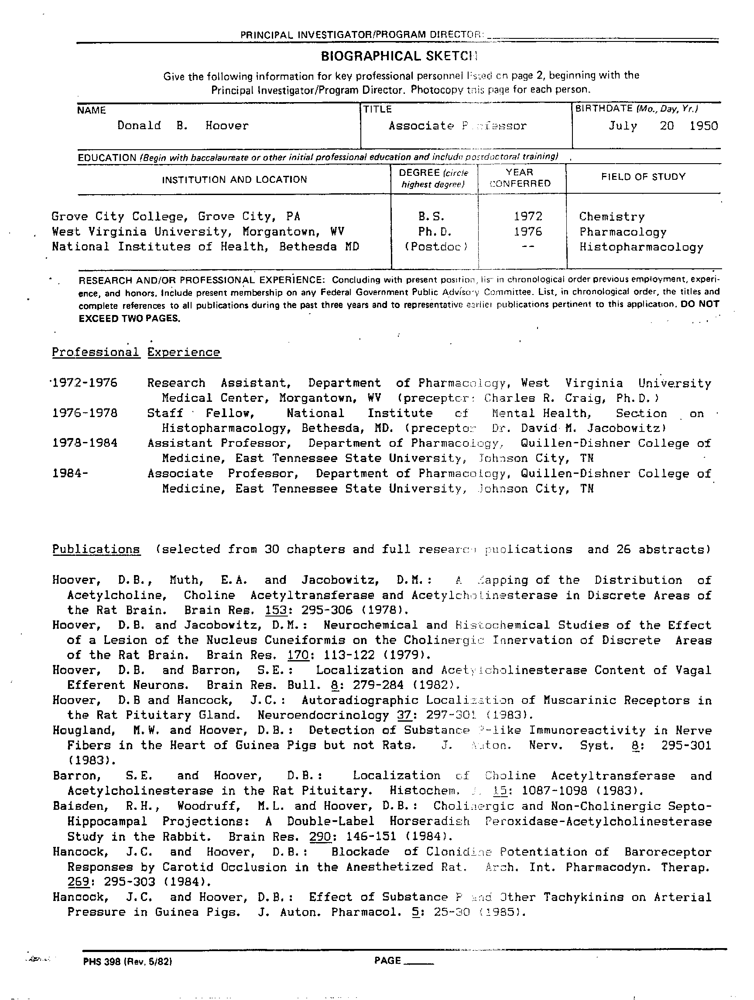 PRINCIPAL INVESTIGATOR/PROGRAM DIRECTOR:
BIOGRAPHICAL SKETCH
Give the following information for key professional personnel listed on page 2, beginning with the
Principal Investigator/Program Director. Photocopy this page for each person.
NAME TITLE BIRTHDATE (Mo., Day, Yr.)
Donald B. Hoover Associate Professor July 20 1950
EDUCATION (Begin with baccalaureate or other initial professional education and include postdoctoral training)
INSTITUTION AND LOCATION DEGREE (circle highest degree) YEAR CONFERRED FIELD OF STUDY
Grove City College, Grove City, PA B.S. 1972 Chemistry
West Virginia University, Morgantown, WV Ph.D. 1976 Pharmacology
National Institutes of Health, Bethesda MD (Postdoc) -- Histopharmacology
RESEARCH AND/OR PROFESSIONAL EXPERIENCE: Concluding with present position, list in chronological order previous employment, experi-
ence, and honors. Include present membership on any Federal Government Public Advisory Committee. List, in chronological order, the titles and
complete references to all publications during the past three years and to representative earlier publications pertinent to this application. DO NOT
EXCEED TWO PAGES.
Professional Experience
1972-1976 Research Assistant, Department of Pharmacology, West Virginia University
Medical Center, Morgantown, WV (preceptor: Charles R. Craig, Ph.D.)
1976-1978 Staff Fellow, National Institute of Mental Health, Section on
Histopharmacology, Bethesda, MD. (preceptor Dr. David M. Jacobowitz)
1978-1984 Assistant Professor, Department of Pharmacology, Quillen-Dishner College of
Medicine, East Tennessee State University, Johnson City, TN
1984- Associate Professor, Department of Pharmacology, Quillen-Dishner College of
Medicine, East Tennessee State University, Johnson City, TN
Publications (selected from 30 chapters and full research publications and 26 abstracts)
Hoover, D.B., Muth, E.A. and Jacobowitz, D.M.: A Mapping of the Distribution of
Acetylcholine, Choline Acetyltransferase and Acetylcholinesterase in Discrete Areas of
the Rat Brain. Brain Res. 153: 295-306 (1978).
Hoover, D.B. and Jacobowitz, D.M.: Neurochemical and Histochemical Studies of the Effect
of a Lesion of the Nucleus Cuneiformis on the Cholinergic Innervation of Discrete Areas
of the Rat Brain. Brain Res. 170: 113-122 (1979).
Hoover, D.B. and Barron, S.E.: Localization and Acetylcholinesterase Content of Vagal
Efferent Neurons. Brain Res. Bull. 8: 279-284 (1982).
Hoover, D.B and Hancock, J.C.: Autoradiographic Localization of Muscarinic Receptors in
the Rat Pituitary Gland. Neuroendocrinology 37: 297-301 (1983).
Hougland, M.W. and Hoover, D.B.: Detection of Substance P-like Immunoreactivity in Nerve
Fibers in the Heart of Guinea Pigs but not Rats. J. Auton. Nerv. Syst. 8: 295-301
(1983).
Barron, S.E. and Hoover, D.B.: Localization of Choline Acetyltransferase and
Acetylcholinesterase in the Rat Pituitary. Histochem. J. 15: 1087-1098 (1983).
Baisden, R.H., Woodruff, M.L. and Hoover, D.B.: Cholinergic and Non-Cholinergic Septo-
Hippocampal Projections: A Double-Label Horseradish Peroxidase-Acetylcholinesterase
Study in the Rabbit. Brain Res. 290: 146-151 (1984).
Hancock, J.C. and Hoover, D.B.: Blockade of Clonidine Potentiation of Baroreceptor
Responses by Carotid Occlusion in the Anesthetized Rat. Arch. Int. Pharmacodyn. Therap.
269: 295-303 (1984).
Hancock, J.C. and Hoover, D.B.: Effect of Substance P and Other Tachykinins on Arterial
Pressure in Guinea Pigs. J. Auton. Pharmacol. 5: 25-30 (1985).
PHS 398 (Rev. 5/82) PAGE